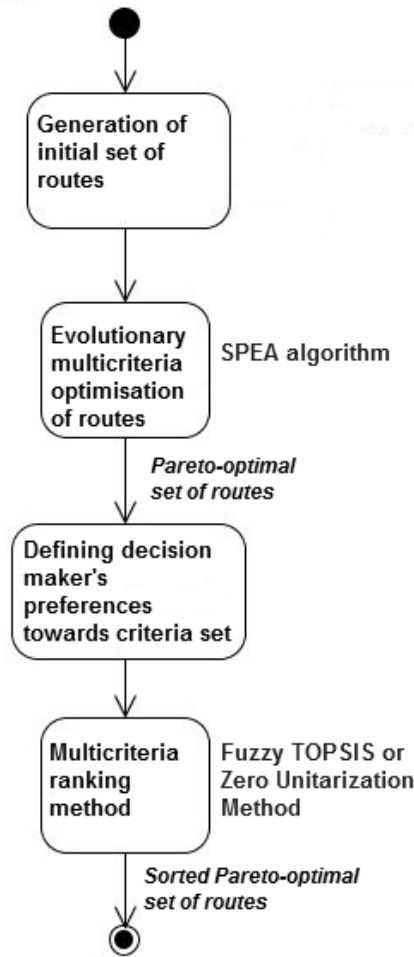 Generation of
initial set of
routes
Evolutionary
multicriteria
optimisation
of routes
SPEA algorithm
Pareto-optimal
set of routes
Defining decision
maker's
preferences
towards criteria set
Multicriteria
ranking
method
Fuzzy TOPSIS or
Zero Unitarization
Method
Sorted Pareto-optimal
set of routes